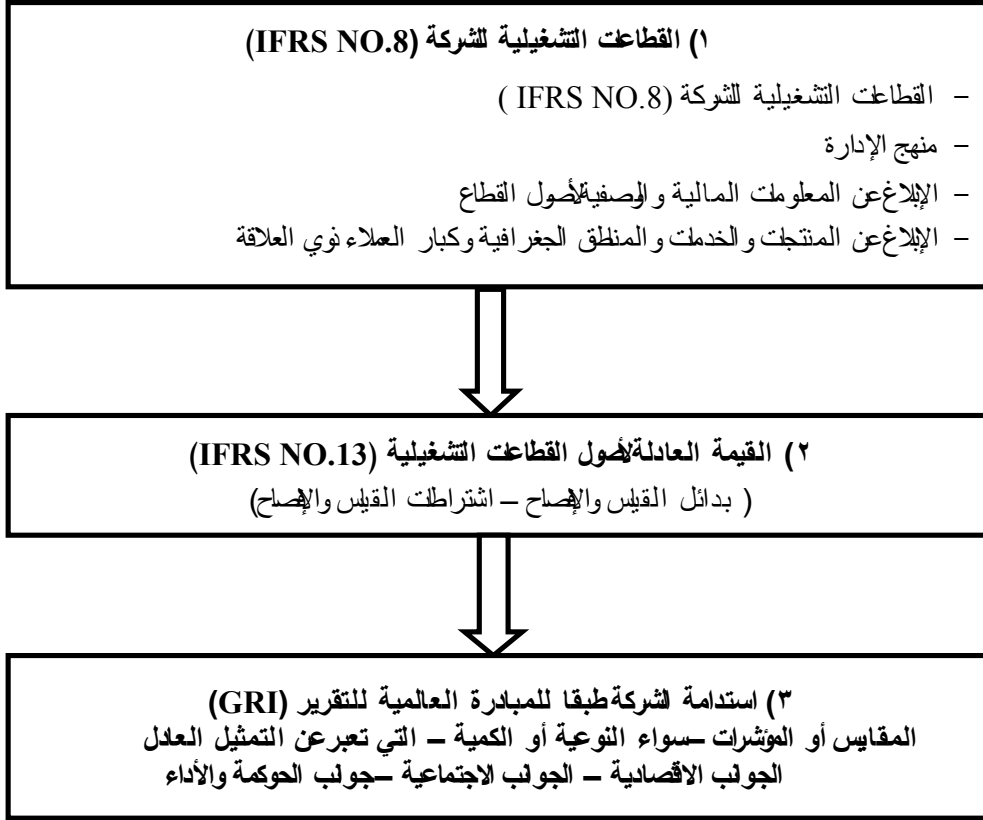 ١) القطاعات التشغيلية للشركة (IFRS NO.8)
– القطاعات التشغيلية للشركة (IFRS NO.8 )
– منهج الإدارة
– الإبلاغ عن المعلومات المالية والوصفية لأصول القطاع
– الإبلاغ عن المنتجات والخدمات والمناطق الجغرافية وكبار العملاء ذوي العلاقة
٢) القيمة العادلة لأصول القطاعات التشغيلية (IFRS NO.13)
( بدائل القياس والإفصاح – اشتراطات القياس والإفصاح)
٣) استدامة الشركة طبقا للمبادرة العالمية للتقرير (GRI)
المقاييس أو المؤشرات –سواء النوعية أو الكمية – التي تعبر عن التمثيل العادل
الجوانب الاقتصادية – الجوانب الاجتماعية –جوانب الحوكمة والأداء